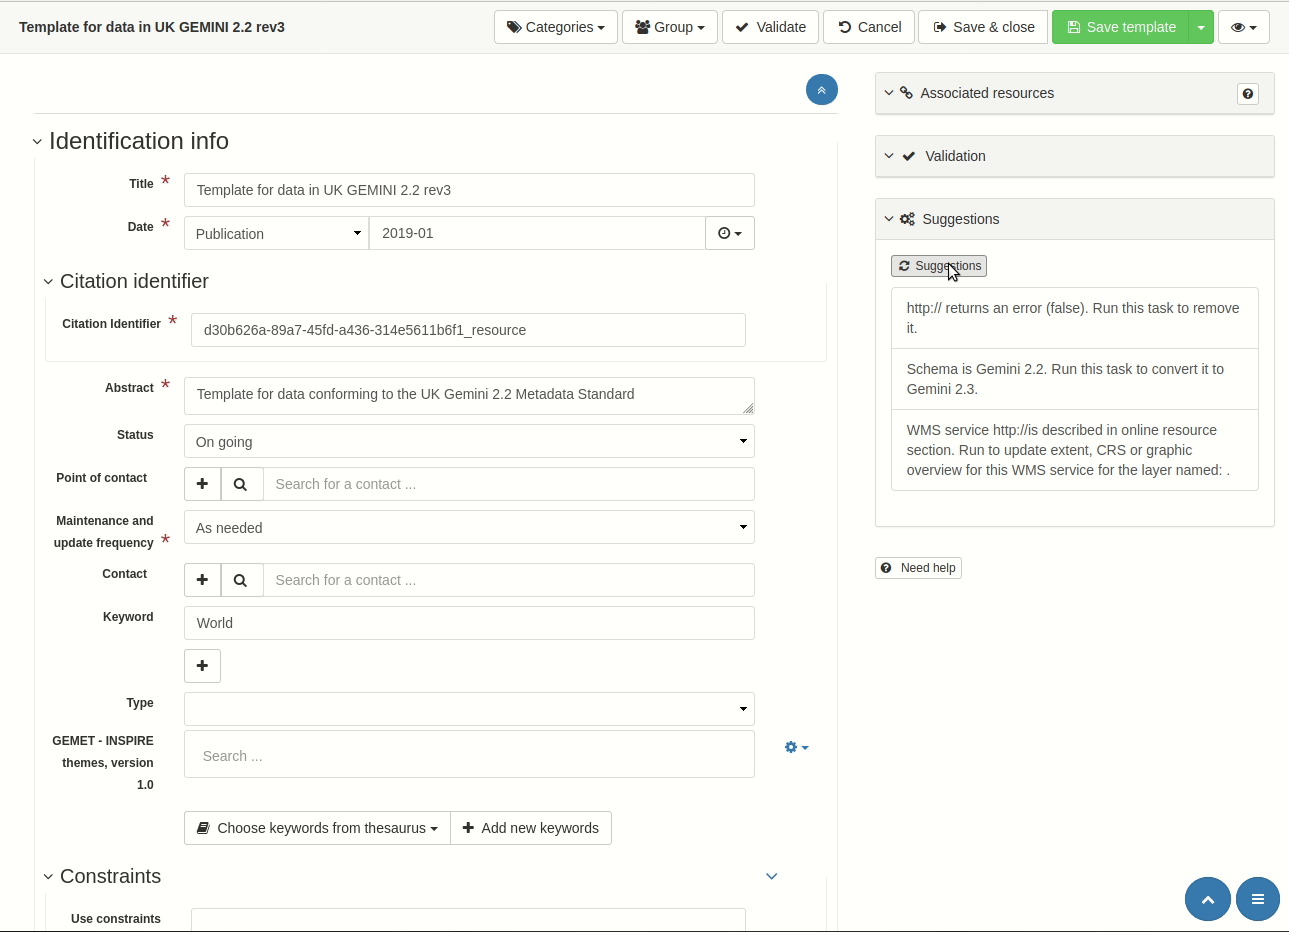 Template for data in UK GEMINI 2.2 rev3
Categories
Group
Validate
Cancel
Save & close
Save template
Associated resources
Identification info
Validation
Title *
Template for data in UK GEMINI 2.2 rev3
Date *
Publication
2019-01
Suggestions
Suggestions
http:// returns an error (false). Run this task to remove
it.
Schema is Gemini 2.2. Run this task to convert it to
Gemini 2.3.
WMS service http://is described in online resource
section. Run to update extent, CRS or graphic
overview for this WMS service for the layer named: .
Need help
Citation identifier
Citation Identifier *
d30b626a-89a7-45fd-a436-314e5611b6f1_resource
Abstract *
Template for data conforming to the UK Gemini 2.2 Metadata Standard
Status
On going
Point of contact
Search for a contact ...
Maintenance and
update frequency *
As needed
Contact
Search for a contact ...
Keyword
World
Type
GEMET - INSPIRE
themes, version
1.0
Search ...
Choose keywords from thesaurus
Add new keywords
Constraints
Use constraints